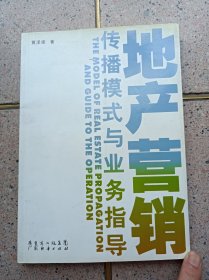 地产营销
传播模式与业务指导
THE MODEL OF REAL ESTATE PROPAGATION
AND GUIDE TO THE OPERATION
著